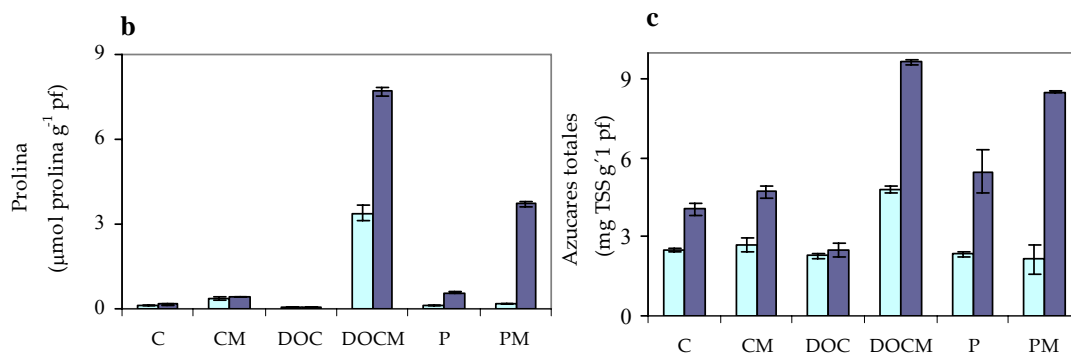 b
9
6
3
0
Prolina
(µmol prolina g⁻¹ pf)
C CM DOC DOCM P PM
c
9
6
3
0
Azucares totales
(mg TSS g´1 pf)
C CM DOC DOCM P PM